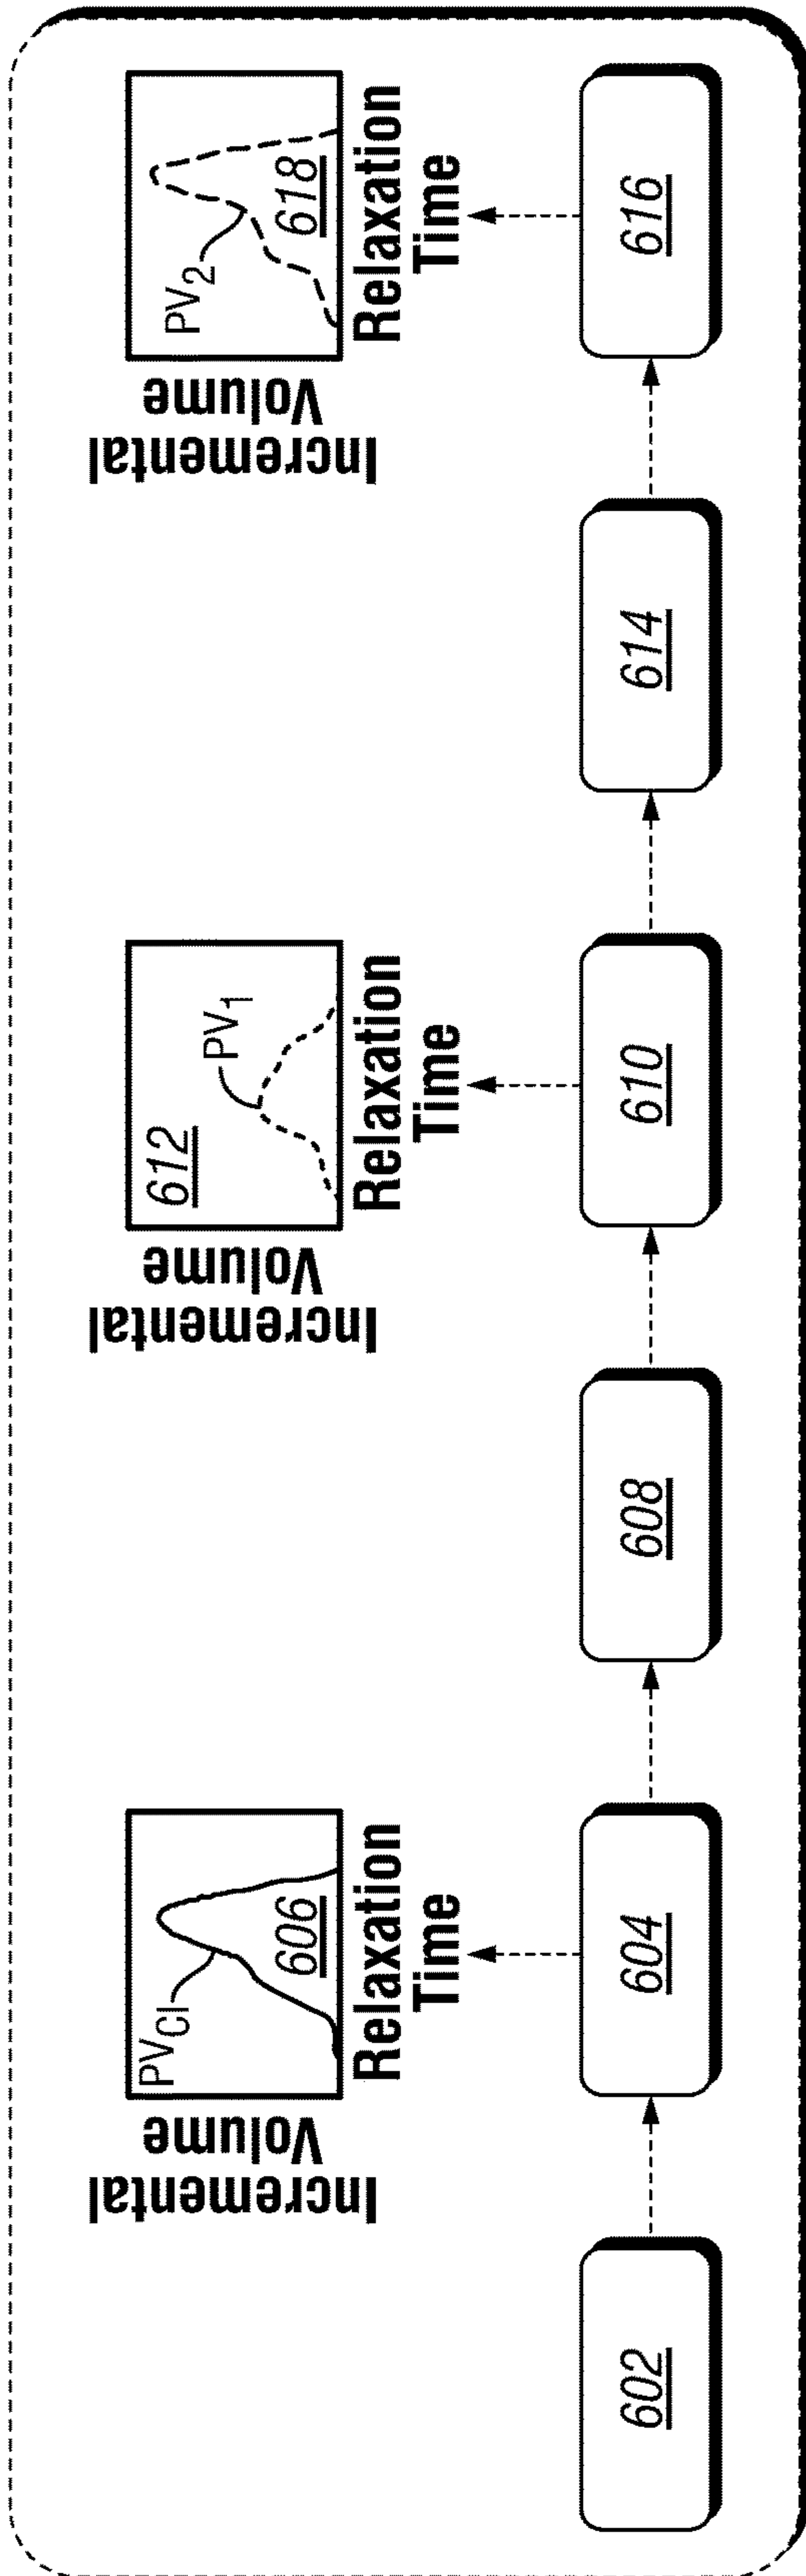 Incremental
Volume
PV_CI
606
Relaxation
Time
Incremental
Volume
612
PV_1
Relaxation
Time
Incremental
Volume
PV_2
618
Relaxation
Time
602
604
608
610
614
616